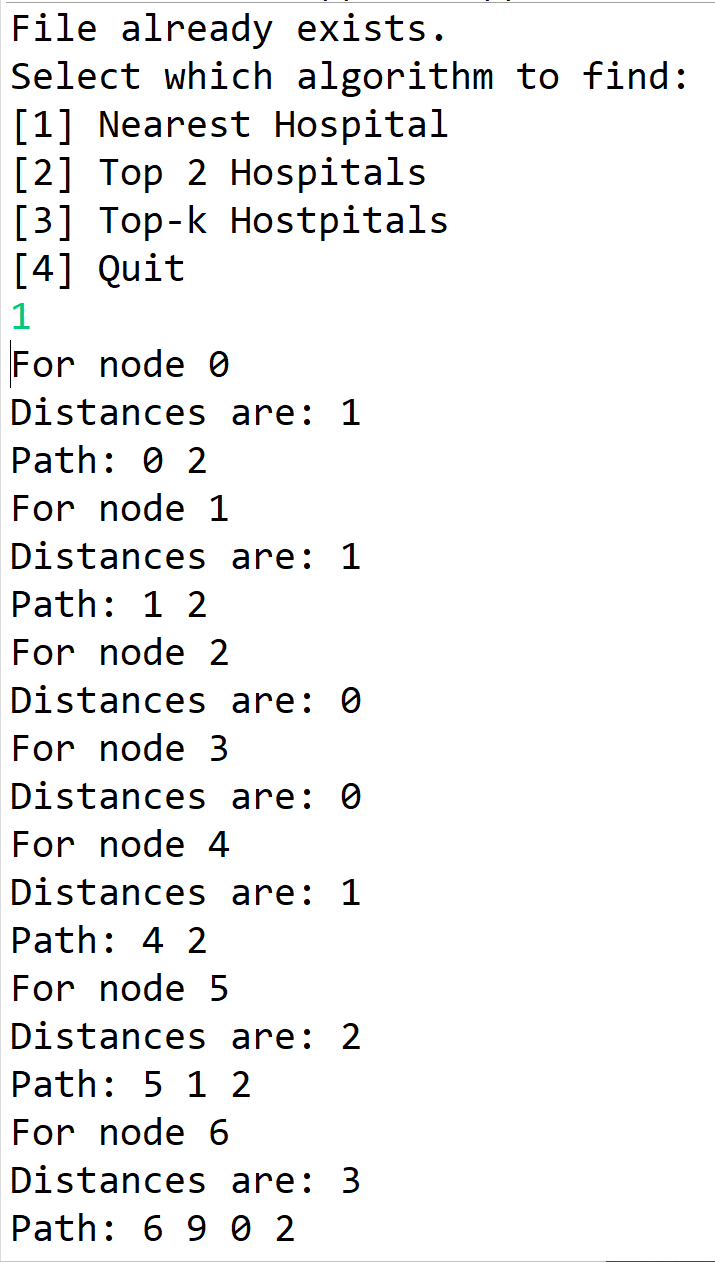 File already exists.
Select which algorithm to find:
[1] Nearest Hospital
[2] Top 2 Hospitals
[3] Top-k Hostpitals
[4] Quit
1
For node 0
Distances are: 1
Path: 0 2
For node 1
Distances are: 1
Path: 1 2
For node 2
Distances are: 0
For node 3
Distances are: 0
For node 4
Distances are: 1
Path: 4 2
For node 5
Distances are: 2
Path: 5 1 2
For node 6
Distances are: 3
Path: 6 9 0 2